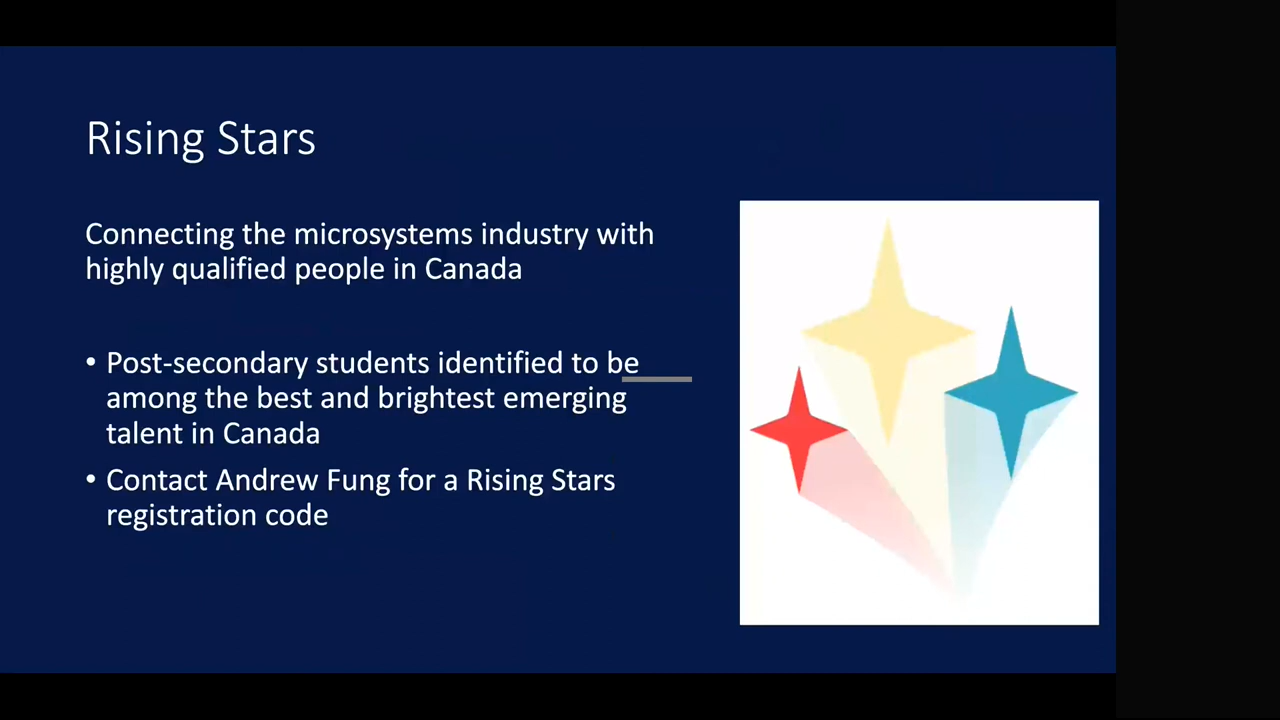 Rising Stars
Connecting the microsystems industry with
highly qualified people in Canada
• Post-secondary students identified to be
among the best and brightest emerging
talent in Canada
• Contact Andrew Fung for a Rising Stars
registration code